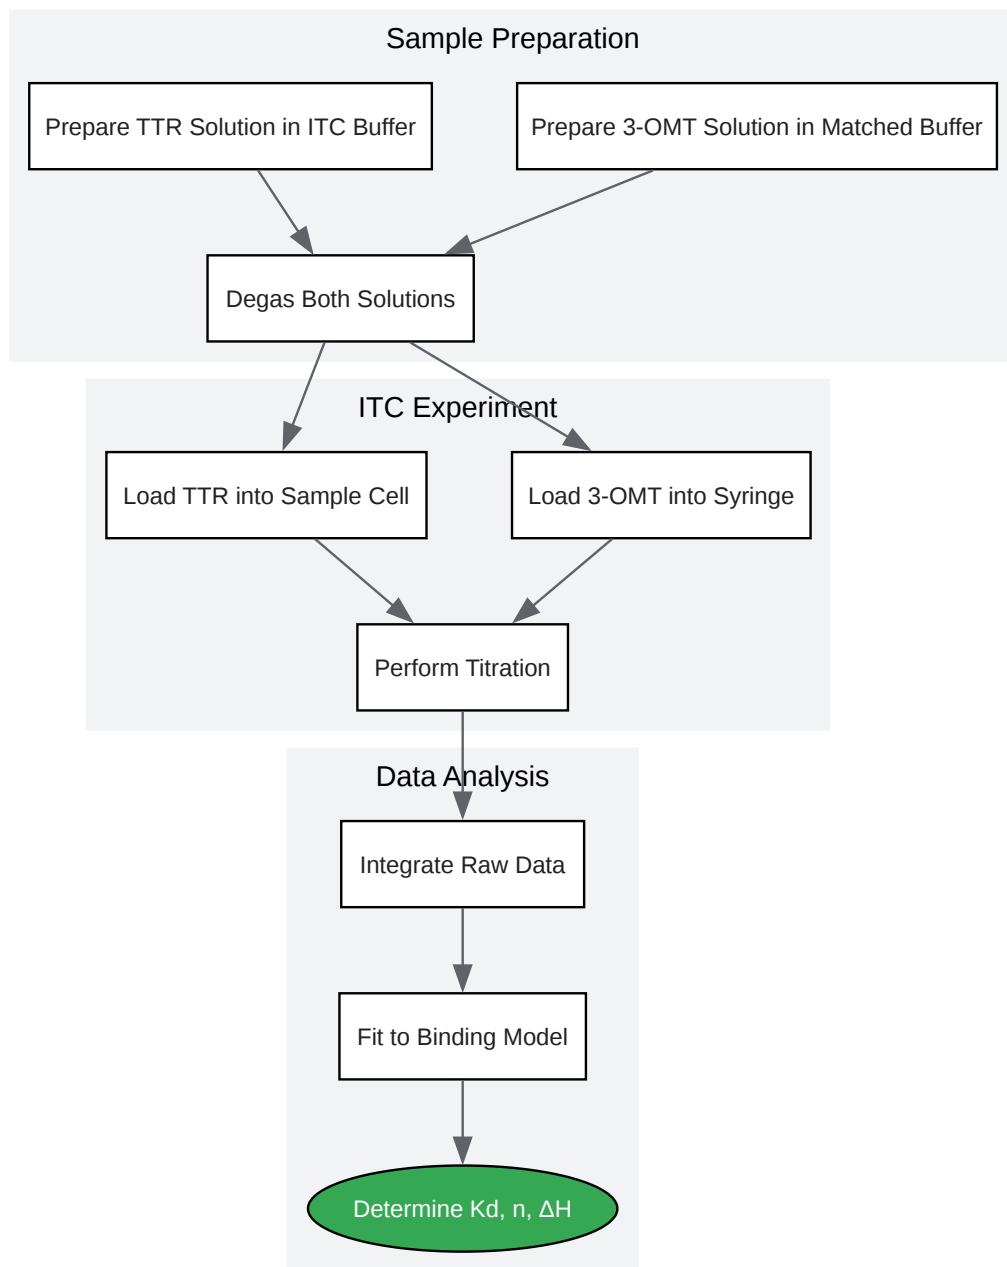 Sample Preparation
Prepare TTR Solution in ITC Buffer
Prepare 3-OMT Solution in Matched Buffer
Degas Both Solutions
ITC Experiment
Load TTR into Sample Cell
Load 3-OMT into Syringe
Perform Titration
Data Analysis
Integrate Raw Data
Fit to Binding Model
Determine Kd, n, ΔH